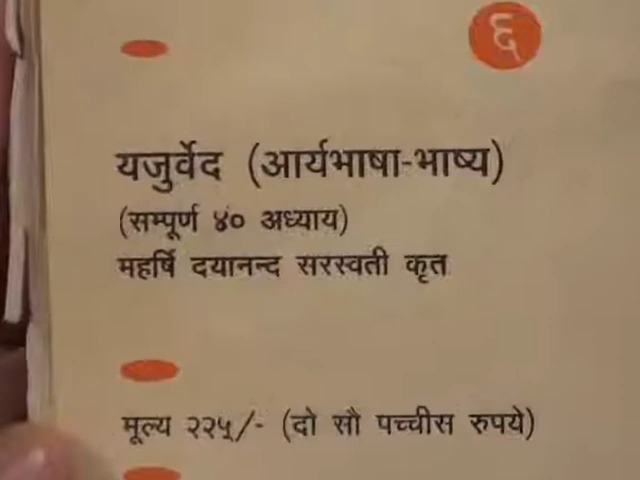 ६
यजुर्वेद (आर्यभाषा-भाष्य)
(सम्पूर्ण ४० अध्याय)
महर्षि दयानन्द सरस्वती कृत
मूल्य २२५/- (दो सौ पच्चीस रुपये)